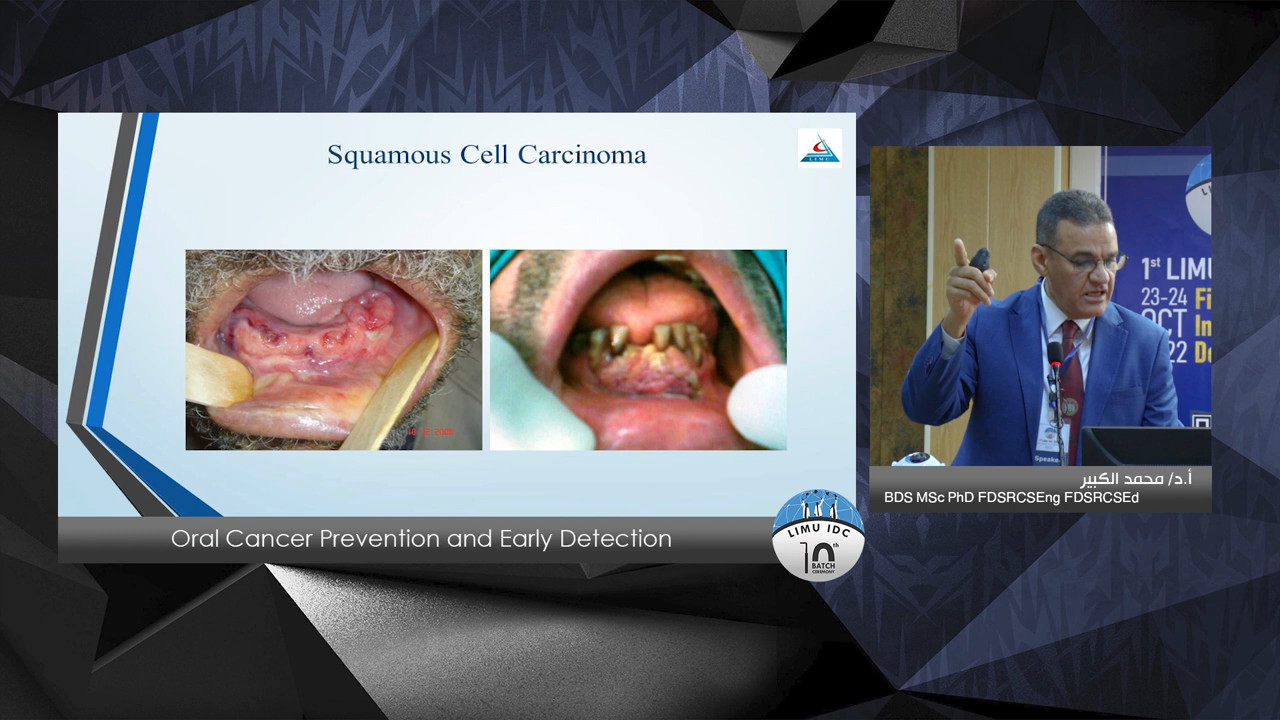 Squamous Cell Carcinoma
LIMU
Oral Cancer Prevention and Early Detection
LIMU IDC
10th
BATCH
CEREMONY
1st LIMU
23-24
OCT
22
Speaker
أ.د/ محمد الكبير
BDS MSc PhD FDSRCSEng FDSRCSEd